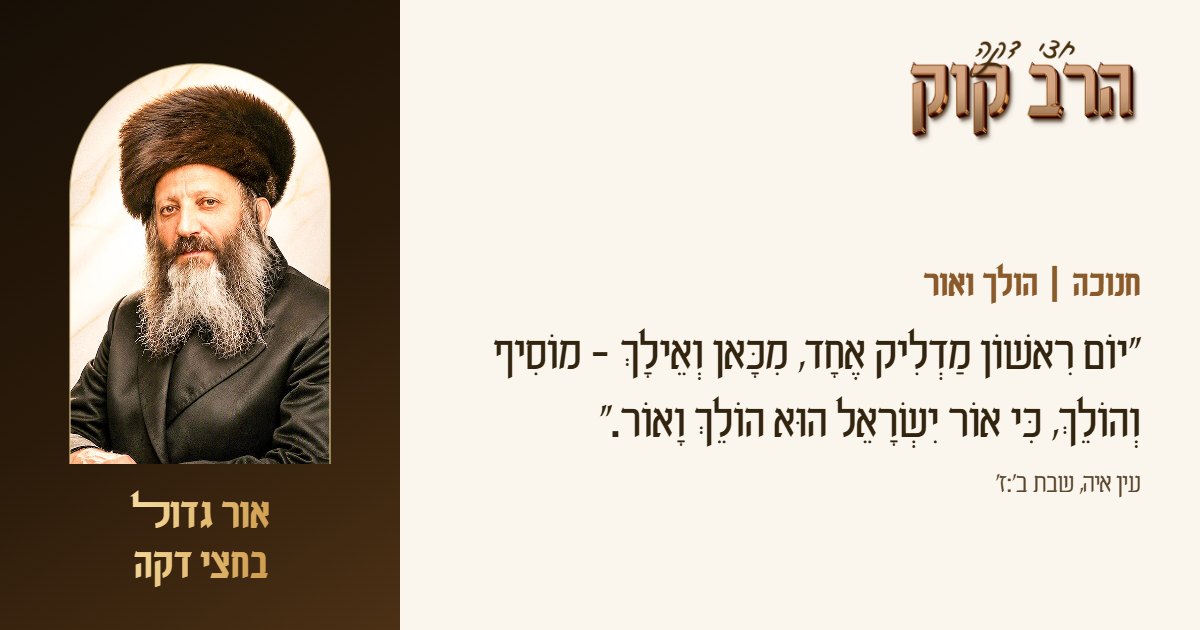 חצי דקה
הרב קוק
חנוכה | הולך ואור
"יוֹם רִאשׁוֹן מַדְלִיק אֶחָד, מִכָּאן וְאֵילָךְ - מוֹסִיף
וְהוֹלֵךְ, כִּי אוֹר יִשְׂרָאֵל הוּא הוֹלֵךְ וָאוֹר."
עין איה, שבת ב':ז'
אור גדול
בחצי דקה